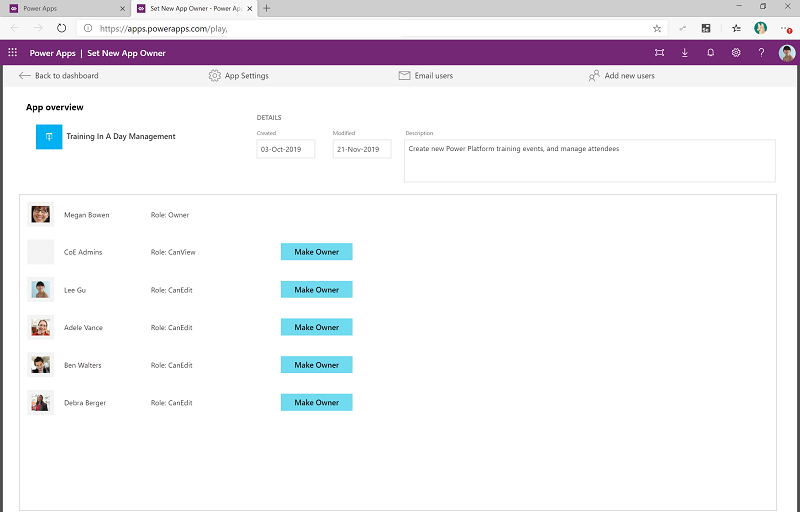 Power Apps
Set New App Owner - Power Ap
https://apps.powerapps.com/play,
Power Apps | Set New App Owner
Back to dashboard
App Settings
Email users
Add new users
App overview
Training In A Day Management
DETAILS
Created
Modified
Description
03-Oct-2019
21-Nov-2019
Create new Power Platform training events, and manage attendees
Megan Bowen Role: Owner
CoE Admins Role: CanView Make Owner
Lee Gu Role: CanEdit Make Owner
Adele Vance Role: CanEdit Make Owner
Ben Walters Role: CanEdit Make Owner
Debra Berger Role: CanEdit Make Owner